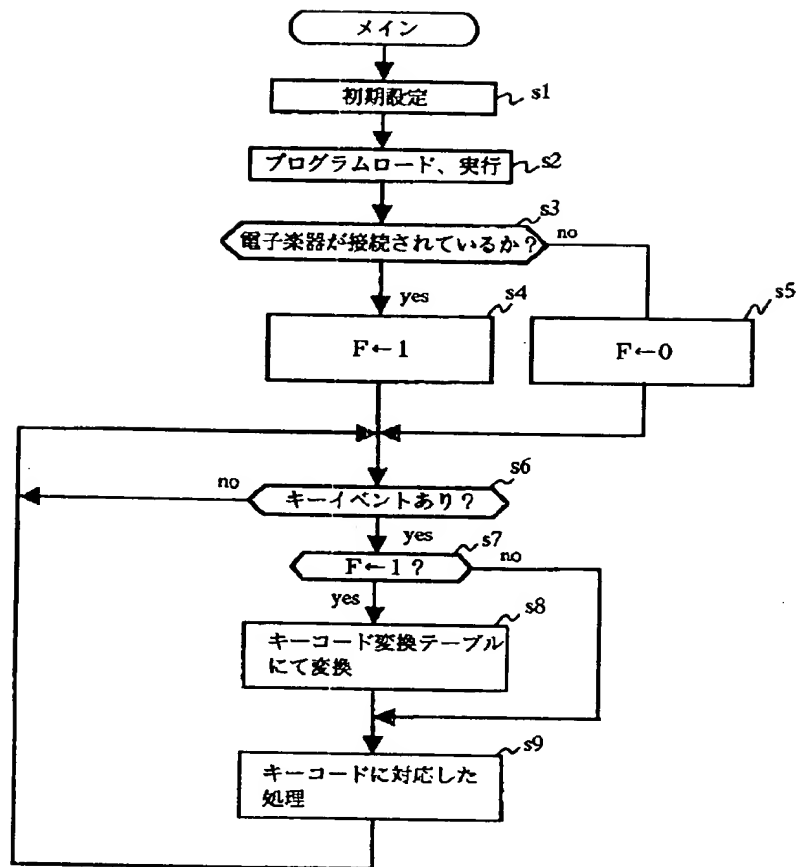 メイン
初期設定
s1
プログラムロード、実行
s2
s3
電子楽器が接続されているか?
no
yes
s4
F←1
s5
F←0
s6
no
キーイベントあり?
yes
s7
F←1?
no
yes
s8
キーコード変換テーブル
にて変換
s9
キーコードに対応した
処理